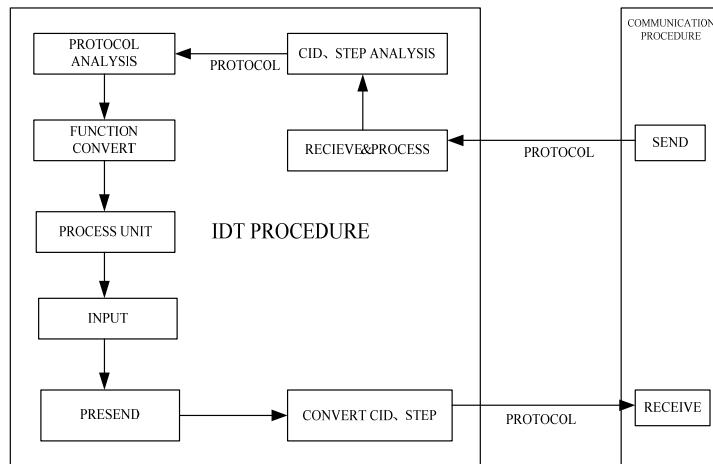 COMMUNICATION
PROCEDURE
PROTOCOL
ANALYSIS
PROTOCOL
CID、STEP ANALYSIS
FUNCTION
CONVERT
RECIEVE&PROCESS
PROTOCOL
SEND
PROCESS UNIT
IDT PROCEDURE
INPUT
PRESEND
CONVERT CID、STEP
PROTOCOL
RECEIVE